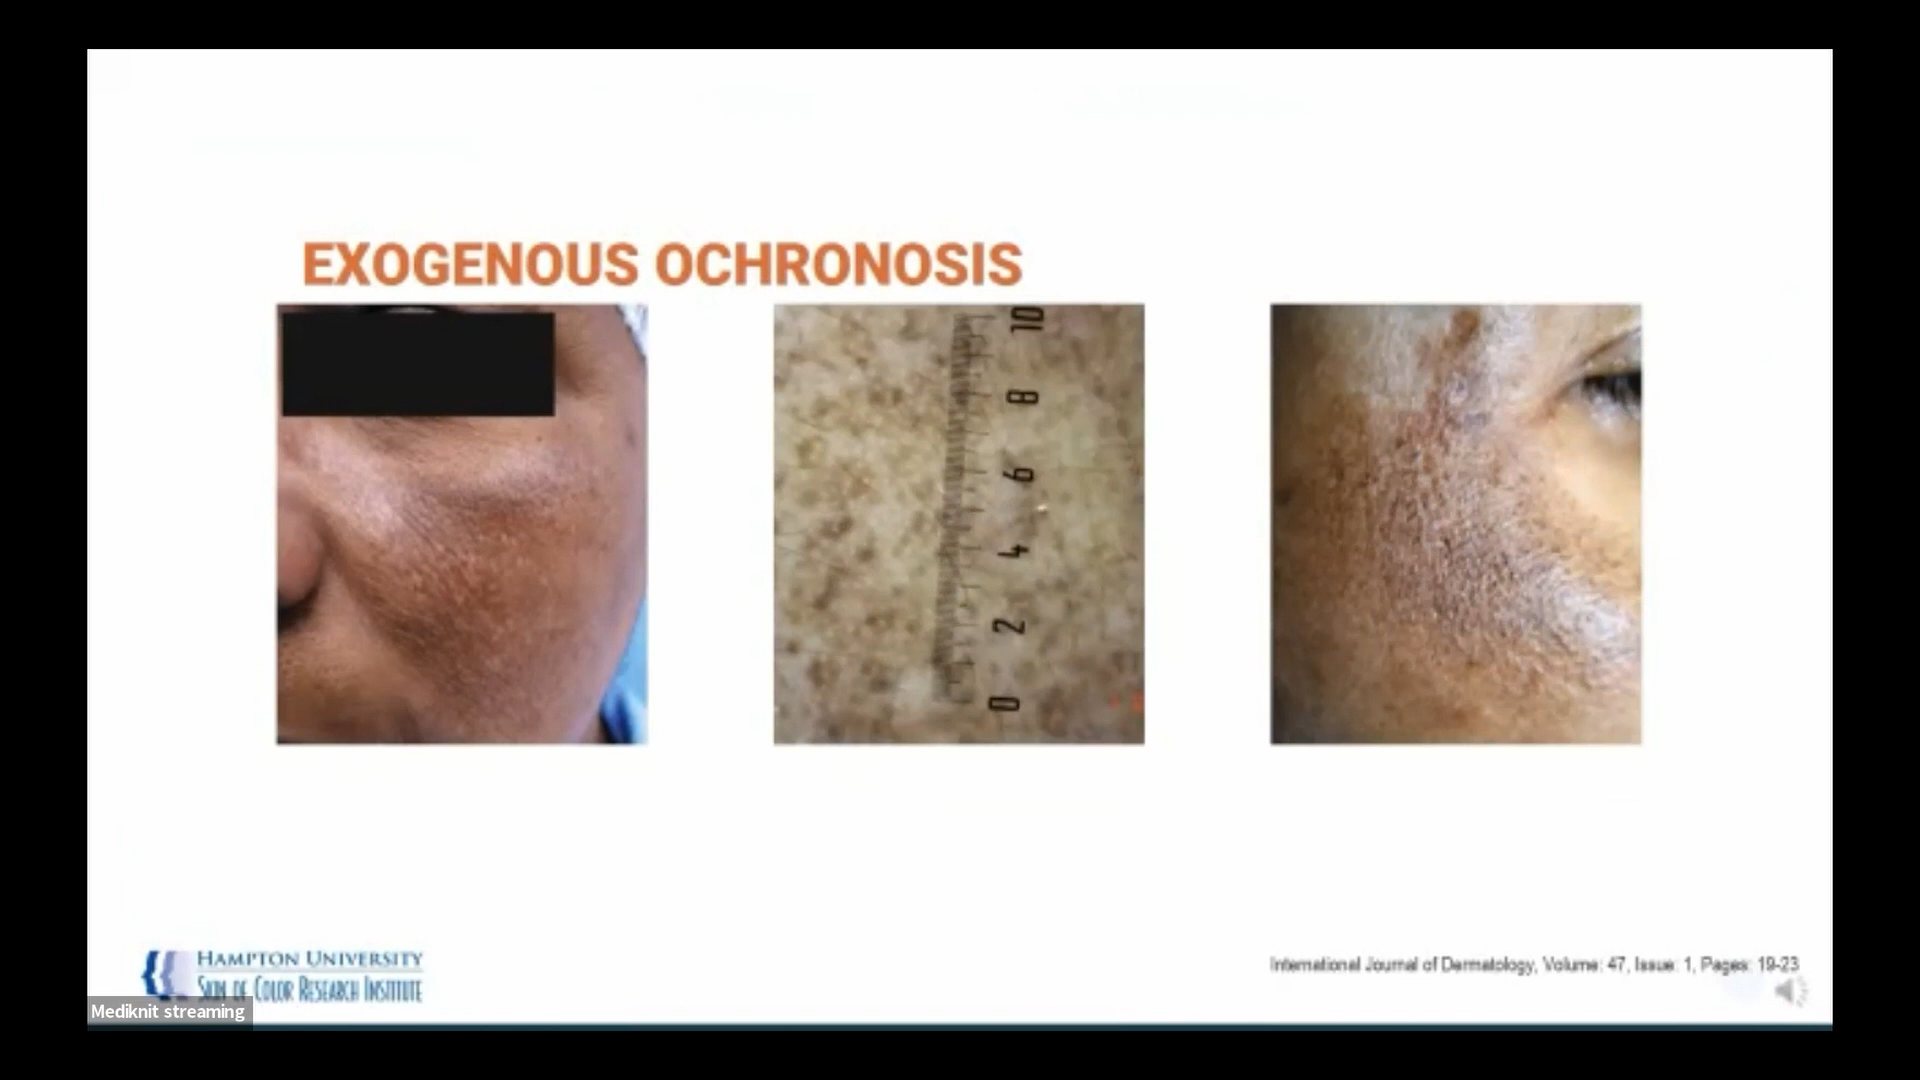 EXOGENOUS OCHRONOSIS
10
8
6
4
2
0
HAMPTON UNIVERSITY
SKIN OF COLOR RESEARCH INSTITUTE
International Journal of Dermatology, Volume: 47, Issue: 1, Pages: 19-23
Mediknit streaming